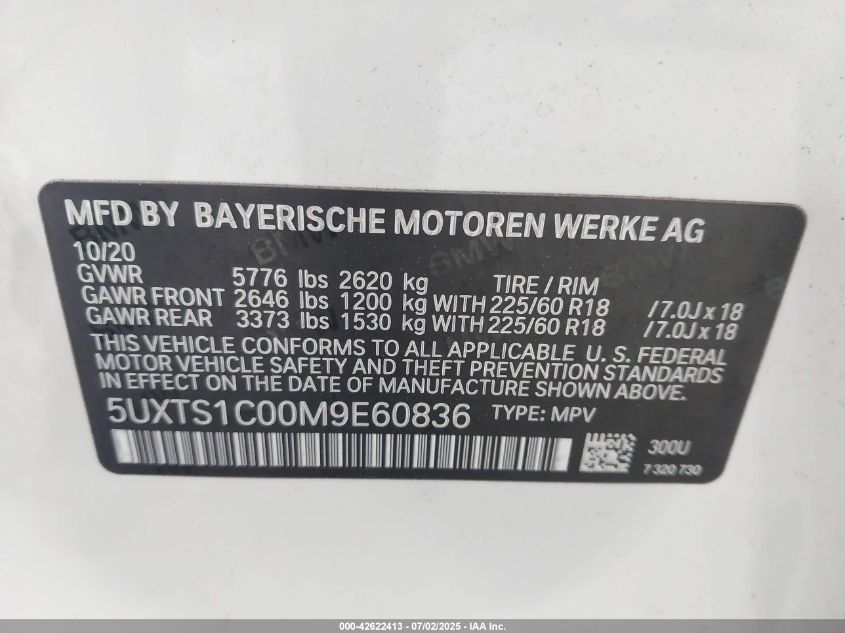 MFD BY BAYERISCHE MOTOREN WERKE AG
10/20
GVWR 5776 lbs 2620 kg TIRE / RIM
GAWR FRONT 2646 lbs 1200 kg WITH 225/60 R18 /7.0J x 18
GAWR REAR 3373 lbs 1530 kg WITH 225/60 R18 /7.0J x 18
THIS VEHICLE CONFORMS TO ALL APPLICABLE U. S. FEDERAL
MOTOR VEHICLE SAFETY AND THEFT PREVENTION STANDARDS
IN EFFECT ON THE DATE OF MANUFACTURE SHOWN ABOVE.
5UXTS1C00M9E60836 TYPE: MPV
300U
7 320 730
000-42622413 - 07/02/2025 - IAA Inc.